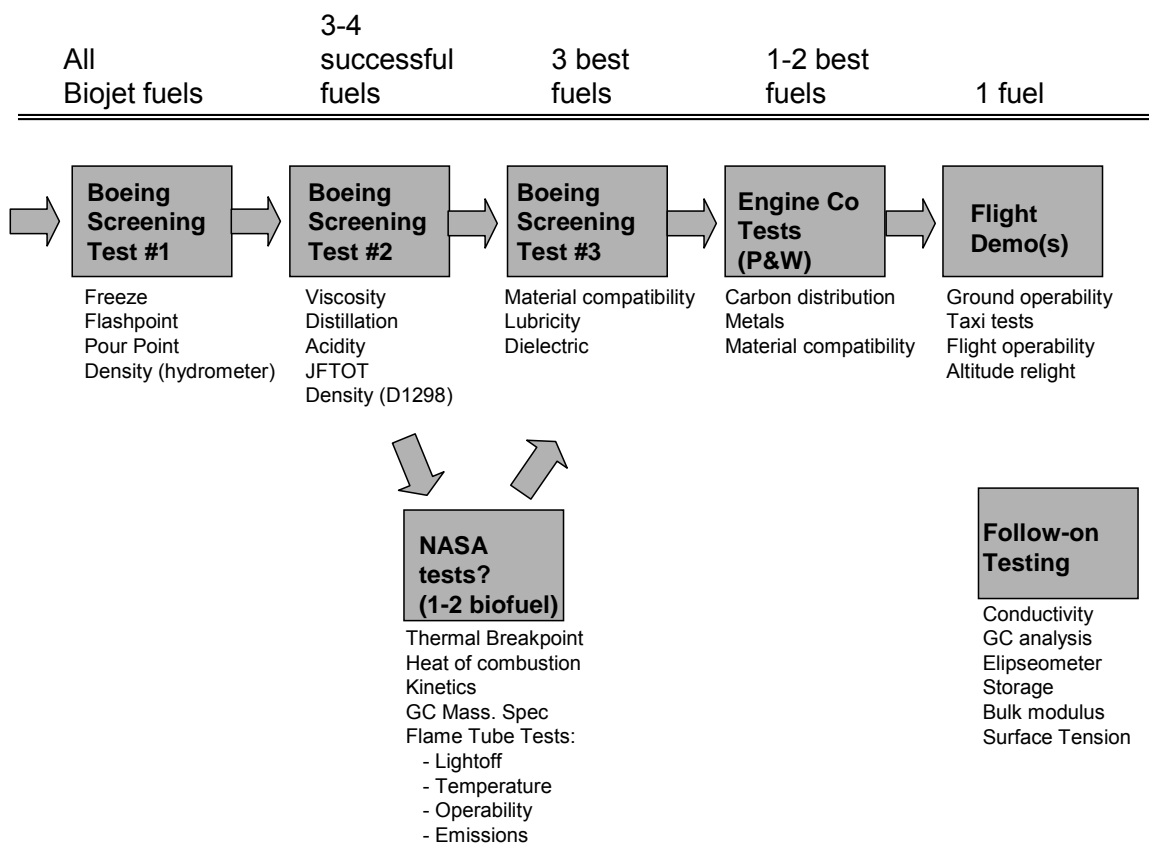 All
Biojet fuels
3-4
successful
fuels
3 best
fuels
1-2 best
fuels
1 fuel
Boeing
Screening
Test #1
Freeze
Flashpoint
Pour Point
Density (hydrometer)
Boeing
Screening
Test #2
Viscosity
Distillation
Acidity
JFTOT
Density (D1298)
Boeing
Screening
Test #3
Material compatibility
Lubricity
Dielectric
Engine Co
Tests
(P&W)
Carbon distribution
Metals
Material compatibility
Flight
Demo(s)
Ground operability
Taxi tests
Flight operability
Altitude relight
NASA
tests?
(1-2 biofuel)
Thermal Breakpoint
Heat of combustion
Kinetics
GC Mass. Spec
Flame Tube Tests:
- Lightoff
- Temperature
- Operability
- Emissions
Follow-on
Testing
Conductivity
GC analysis
Elipseometer
Storage
Bulk modulus
Surface Tension